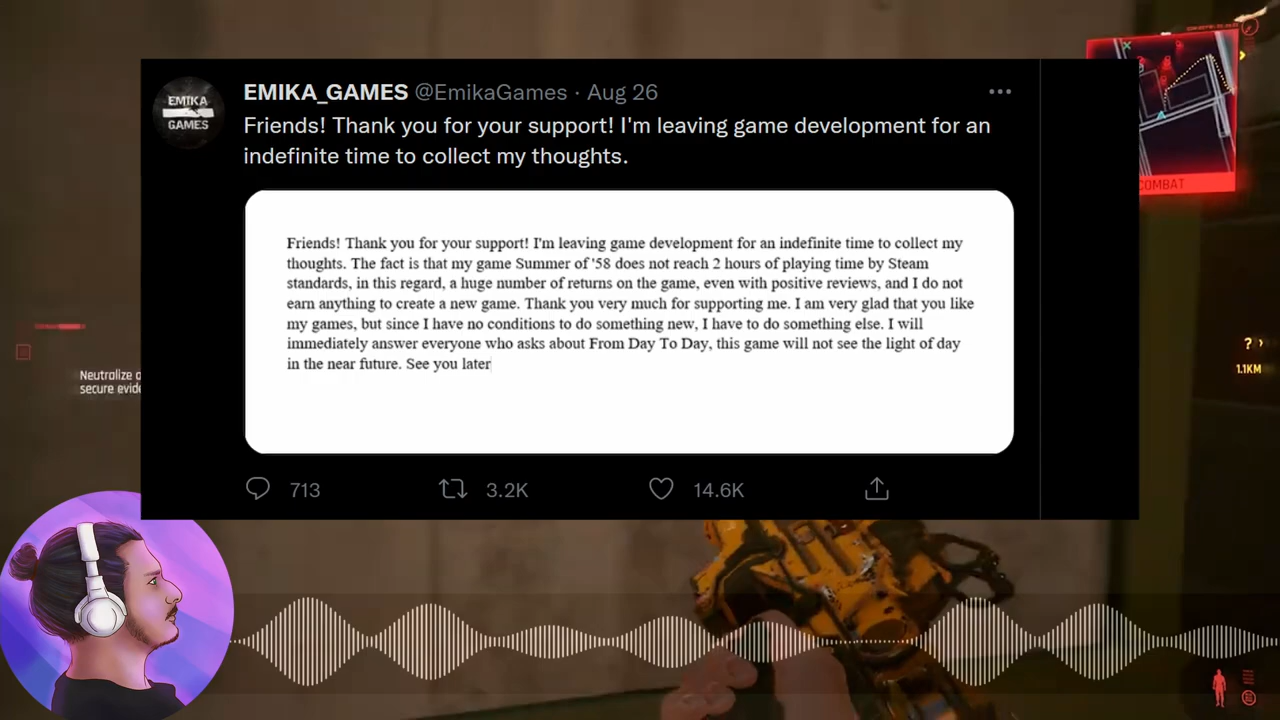 EMIKA_GAMES @EmikaGames · Aug 26
EMIKA
GAMES
Friends! Thank you for your support! I'm leaving game development for an
indefinite time to collect my thoughts.
Friends! Thank you for your support! I'm leaving game development for an indefinite time to collect my
thoughts. The fact is that my game Summer of '58 does not reach 2 hours of playing time by Steam
standards, in this regard, a huge number of returns on the game, even with positive reviews, and I do not
earn anything to create a new game. Thank you very much for supporting me. I am very glad that you like
my games, but since I have no conditions to do something new, I have to do something else. I will
immediately answer everyone who asks about From Day To Day, this game will not see the light of day
in the near future. See you later
713 3.2K 14.6K
COMBAT
? ›
1.1KM
Neutralize
secure